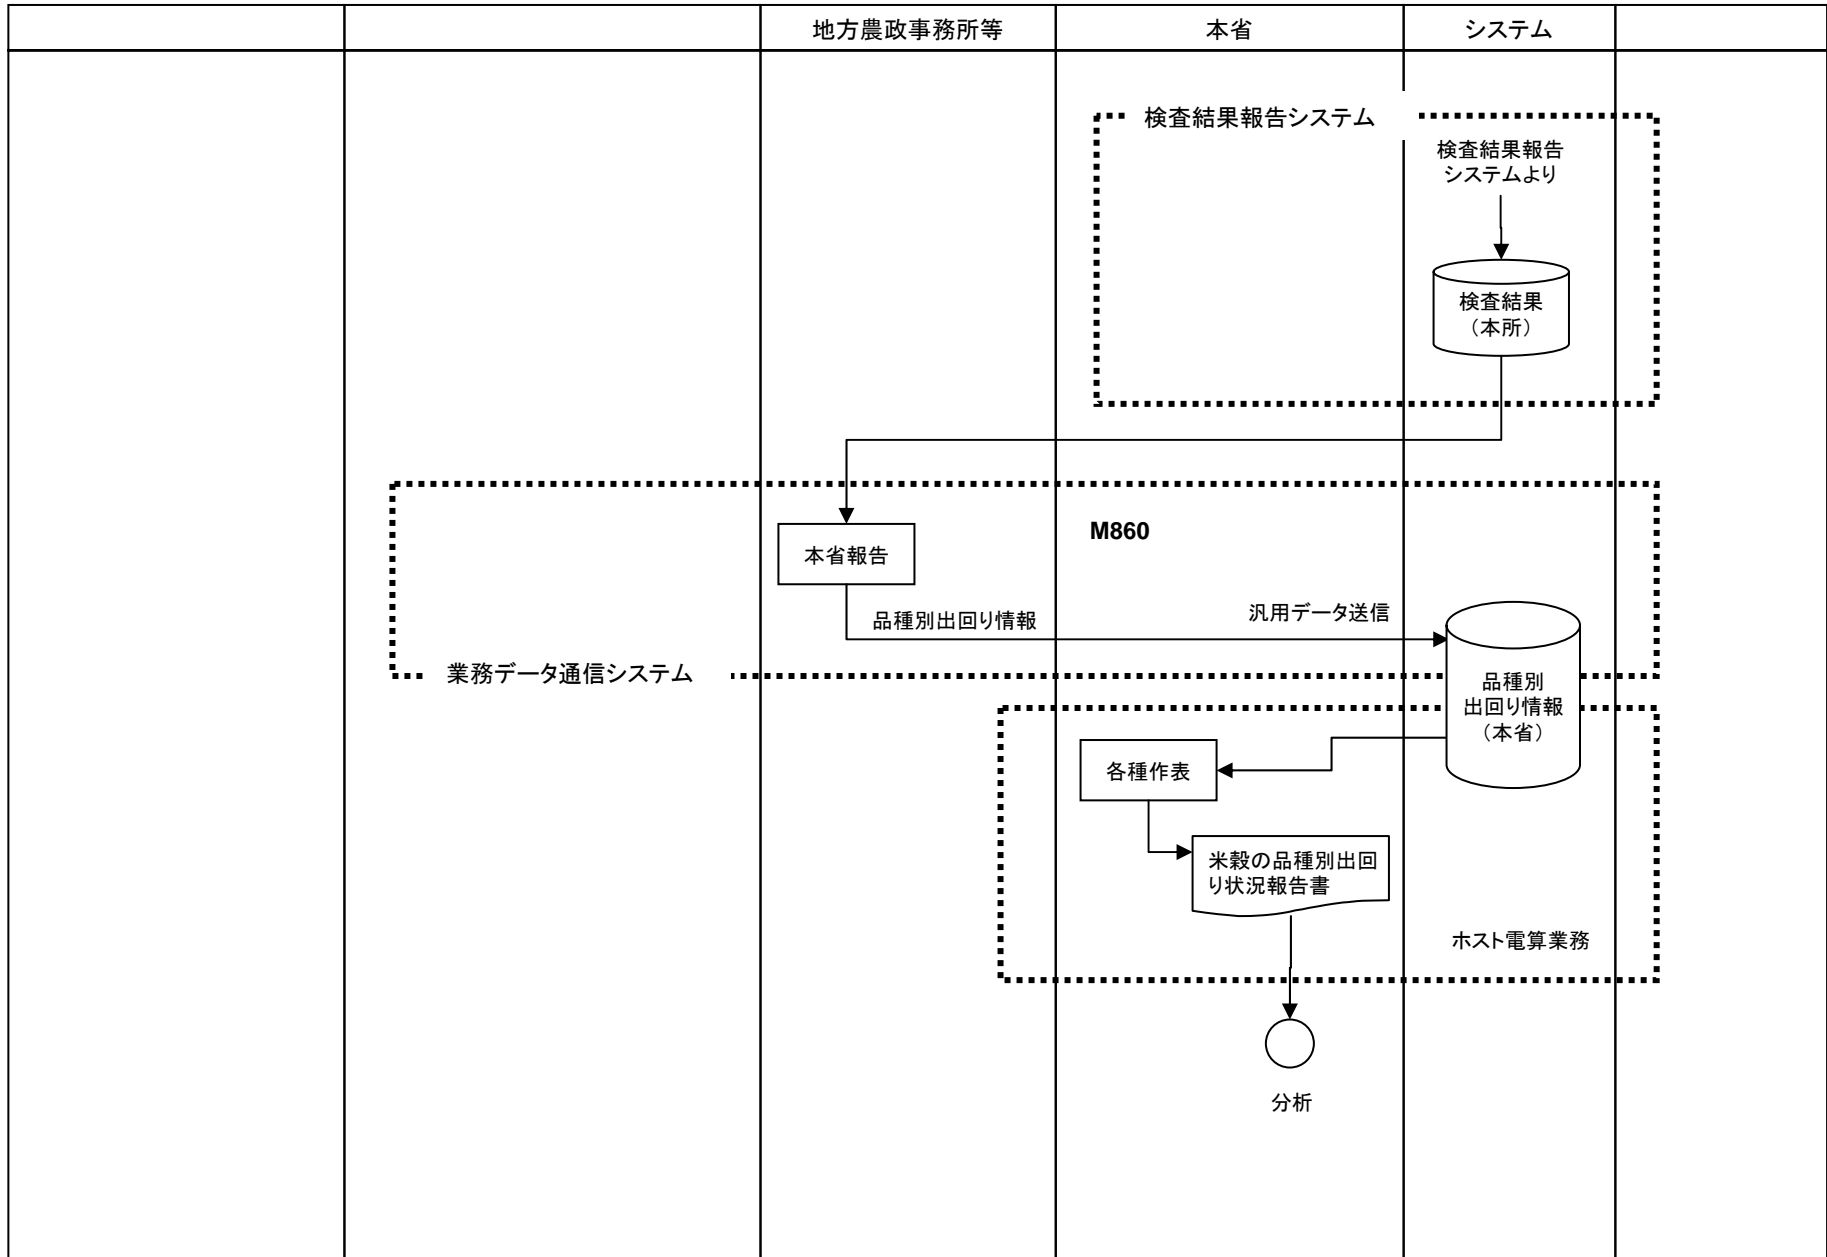 地方農政事務所等
本省
システム
検査結果報告システム
検査結果報告
システムより
検査結果
（本所）
M860
本省報告
品種別出回り情報
汎用データ送信
業務データ通信システム
品種別
出回り情報
（本省）
各種作表
米穀の品種別出回
り状況報告書
ホスト電算業務
分析